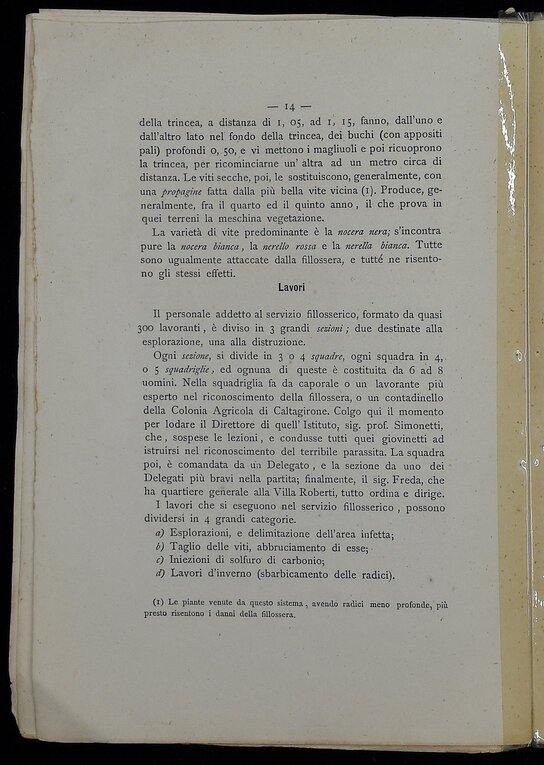 — 14 —
della trincea, a distanza di 1, 05, ad 1, 15, fanno, dall'uno e
dall'altro lato nel fondo della trincea, dei buchi (con appositi
pali) profondi 0, 50, e vi mettono i magliuoli e poi ricuoprono
la trincea, per ricominciarne un' altra ad un metro circa di
distanza. Le viti secche, poi, le sostituiscono, generalmente, con
una propagine fatta dalla più bella vite vicina (1). Produce, ge-
neralmente, fra il quarto ed il quinto anno, il che prova in
quei terreni la meschina vegetazione.
La varietà di vite predominante è la nocera nera; s'incontra
pure la nocera bianca, la nerello rossa e la nerella bianca. Tutte
sono ugualmente attaccate dalla fillossera, e tutté ne risento-
no gli stessi effetti.
Lavori
Il personale addetto al servizio fillosserico, formato da quasi
300 lavoranti, è diviso in 3 grandi sezioni; due destinate alla
esplorazione, una alla distruzione.
Ogni sezione, si divide in 3 o 4 squadre, ogni squadra in 4,
o 5 squadriglie, ed ognuna di queste è costituita da 6 ad 8
uomini. Nella squadriglia fa da caporale o un lavorante più
esperto nel riconoscimento della fillossera, o un contadinello
della Colonia Agricola di Caltagirone. Colgo qui il momento
per lodare il Direttore di quell'Istituto, sig. prof. Simonetti,
che, sospese le lezioni, e condusse tutti quei giovinetti ad
istruirsi nel riconoscimento del terribile parassita. La squadra
poi, è comandata da un Delegato, e la sezione da uno dei
Delegati più bravi nella partita; finalmente, il sig. Freda, che
ha quartiere generale alla Villa Roberti, tutto ordina e dirige.
I lavori che si eseguono nel servizio fillosserico, possono
dividersi in 4 grandi categorie.
a) Esplorazioni, e delimitazione dell'area infetta;
b) Taglio delle viti, abbruciamento di esse;
c) Iniezioni di solfuro di carbonio;
d) Lavori d'inverno (sbarbicamento delle radici).
(1) Le piante venute da questo sistema, avendo radici meno profonde, più
presto risentono i danni della fillossera.